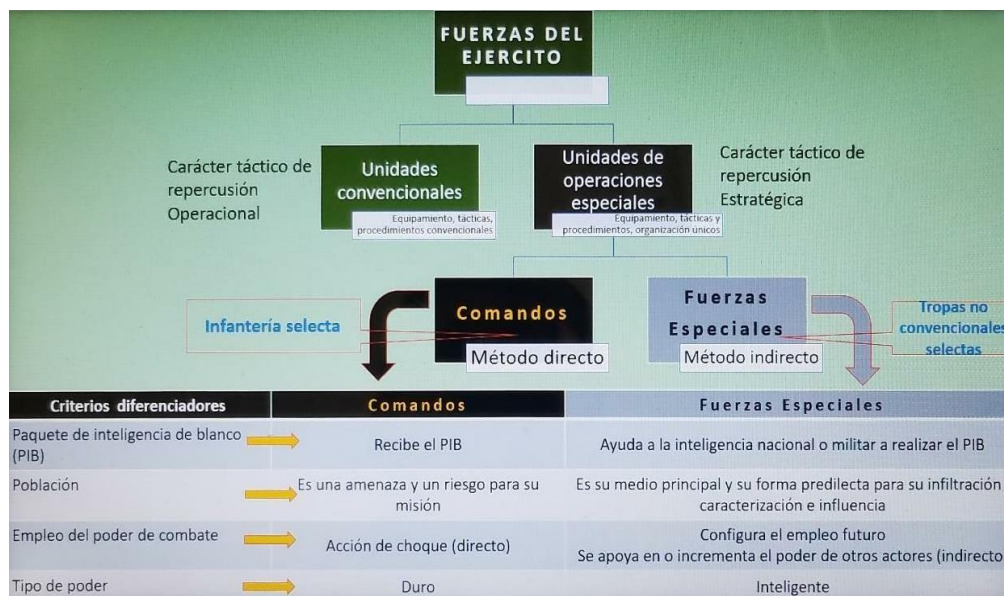 FUERZAS DEL
EJERCITO
Carácter táctico de
repercusión
Operacional
Unidades
convencionales
Equipamiento, tácticas,
procedimientos convencionales
Unidades de
operaciones
especiales
Equipamiento, tácticas y
procedimientos, organización únicos
Carácter táctico de
repercusión
Estratégica
Infantería selecta
Comandos
Método directo
Fuerzas
Especiales
Método indirecto
Tropas no
convencionales
selectas
Criterios diferenciadores Comandos Fuerzas Especiales
Paquete de inteligencia de blanco
(PIB)
Recibe el PIB
Ayuda a la inteligencia nacional o militar a realizar el PIB
Población
Es una amenaza y un riesgo para su
misión
Es su medio principal y su forma predilecta para su infiltración
caracterización e influencia
Empleo del poder de combate
Acción de choque (directo)
Configura el empleo futuro
Se apoya en o incrementa el poder de otros actores (indirecto
Tipo de poder
Duro
Inteligente